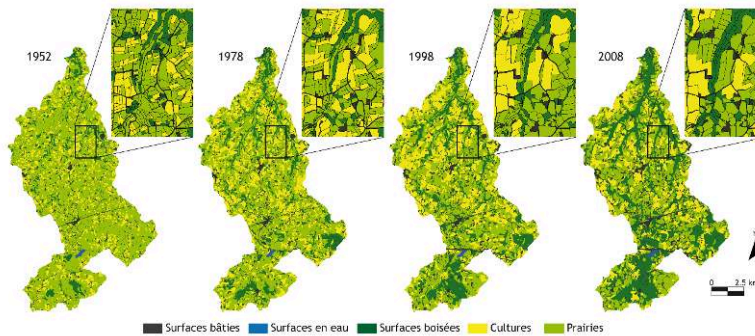 1952
1978
1998
2008
0 2.5 km
Surfaces bâties Surfaces en eau Surfaces boisées Cultures Prairies